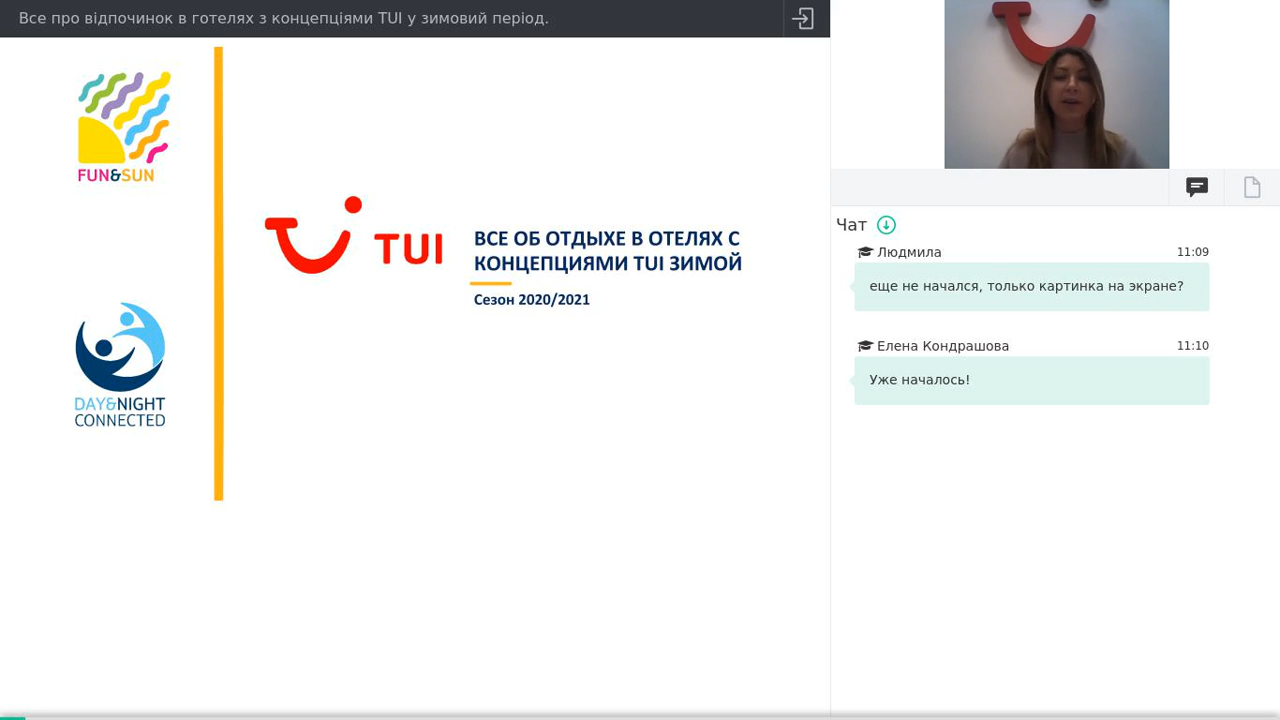 Все про відпочинок в готелях з концепціями TUI у зимовий період.
FUN&SUN
TUI
ВСЕ ОБ ОТДЫХЕ В ОТЕЛЯХ С
КОНЦЕПЦИЯМИ TUI ЗИМОЙ
Сезон 2020/2021
DAY&NIGHT
CONNECTED
Чат
Людмила 11:09
еще не начался, только картинка на экране?
Елена Кондрашова 11:10
Уже началось!